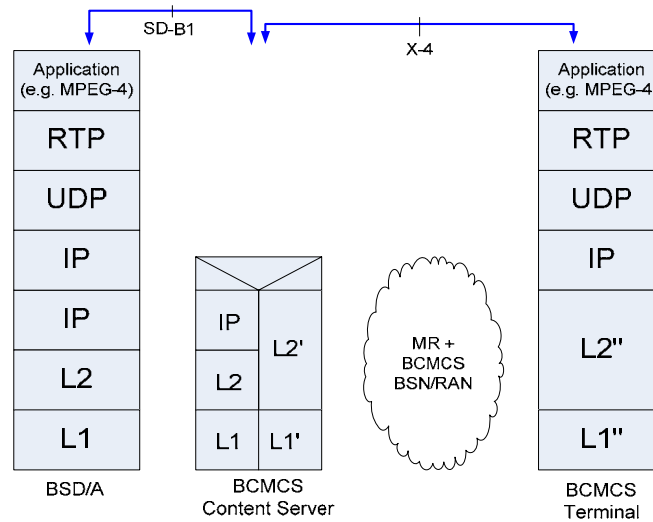 SD-B1
X-4
Application
(e.g. MPEG-4)
RTP
UDP
IP
IP
L2
L1
BSD/A
IP
L2
L1
L2'
L1'
BCMCS
Content Server
MR +
BCMCS
BSN/RAN
Application
(e.g. MPEG-4)
RTP
UDP
IP
L2"
L1"
BCMCS
Terminal